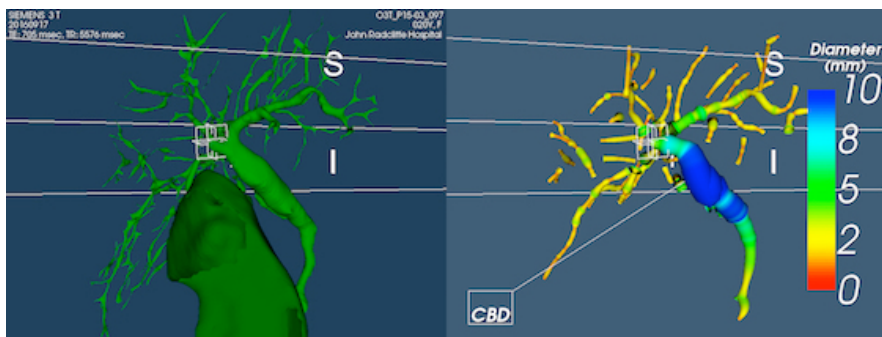 SIEMENS 3 T
20160917
TE: 705 msec, TR: 5576 msec
O3T_P15-03_097
020Y, F
John Radcliffe Hospital
S
I
S
I
CBD
Diameter
(mm)
10
8
5
2
0